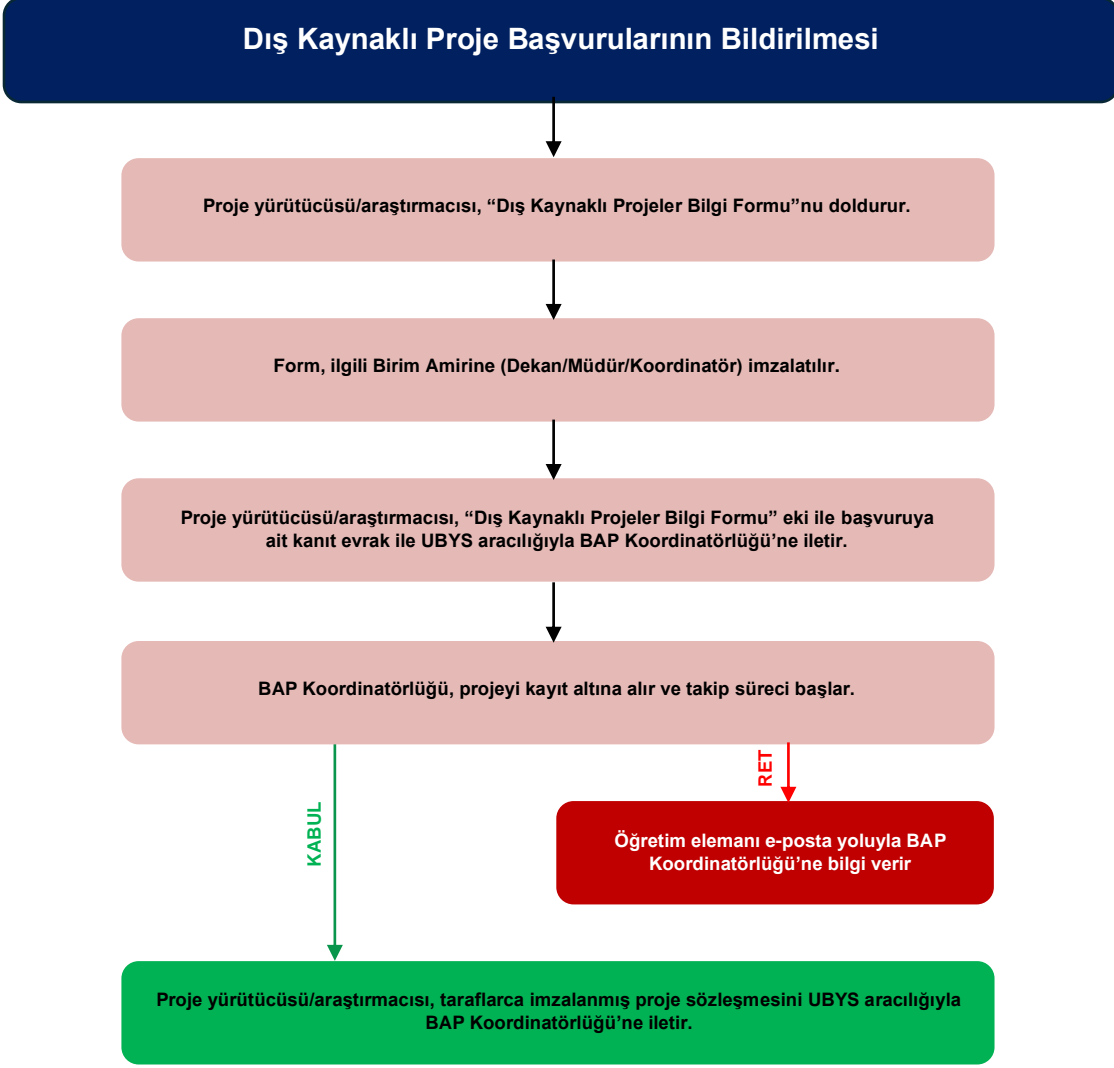 Dış Kaynaklı Proje Başvurularının Bildirilmesi
Proje yürütücüsü/araştırmacısı, “Dış Kaynaklı Projeler Bilgi Formu”nu doldurur.
Form, ilgili Birim Amirine (Dekan/Müdür/Koordinatör) imzalatılır.
Proje yürütücüsü/araştırmacısı, “Dış Kaynaklı Projeler Bilgi Formu” eki ile başvuruya
ait kanıt evrak ile UBYS aracılığıyla BAP Koordinatörlüğü’ne iletir.
BAP Koordinatörlüğü, projeyi kayıt altına alır ve takip süreci başlar.
RET
KABUL
Öğretim elemanı e-posta yoluyla BAP
Koordinatörlüğü’ne bilgi verir
Proje yürütücüsü/araştırmacısı, taraflarca imzalanmış proje sözleşmesini UBYS aracılığıyla
BAP Koordinatörlüğü’ne iletir.